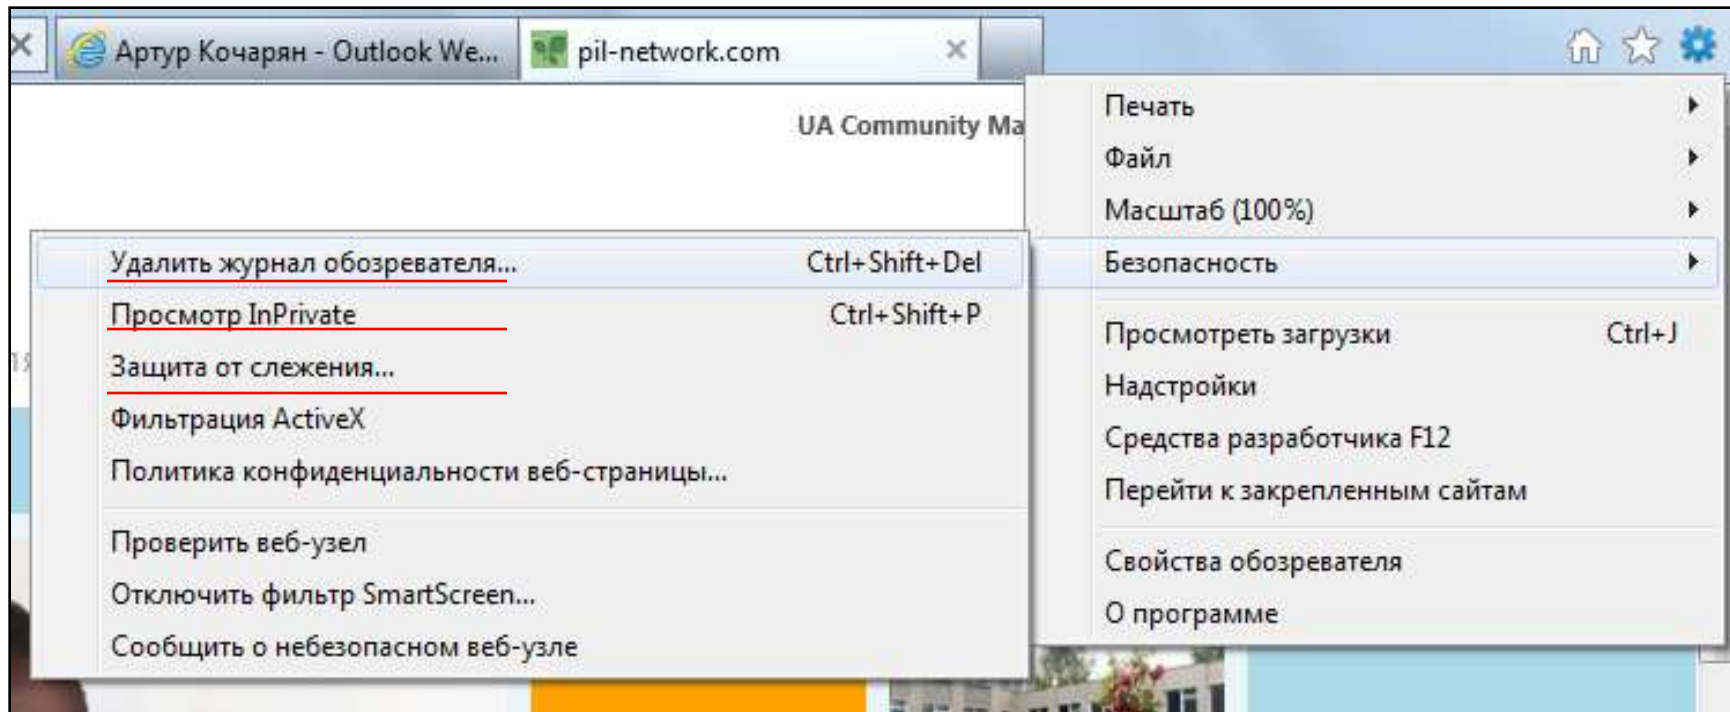 Артур Кочарян - Outlook We...
pil-network.com
UA Community Ma
Печать
Файл
Масштаб (100%)
Безопасность
Просмотреть загрузки Ctrl+J
Надстройки
Средства разработчика F12
Перейти к закрепленным сайтам
Свойства обозревателя
О программе
Удалить журнал обозревателя... Ctrl+Shift+Del
Просмотр InPrivate Ctrl+Shift+P
Защита от слежения...
Фильтрация ActiveX
Политика конфиденциальности веб-страницы...
Проверить веб-узел
Отключить фильтр SmartScreen...
Сообщить о небезопасном веб-узле